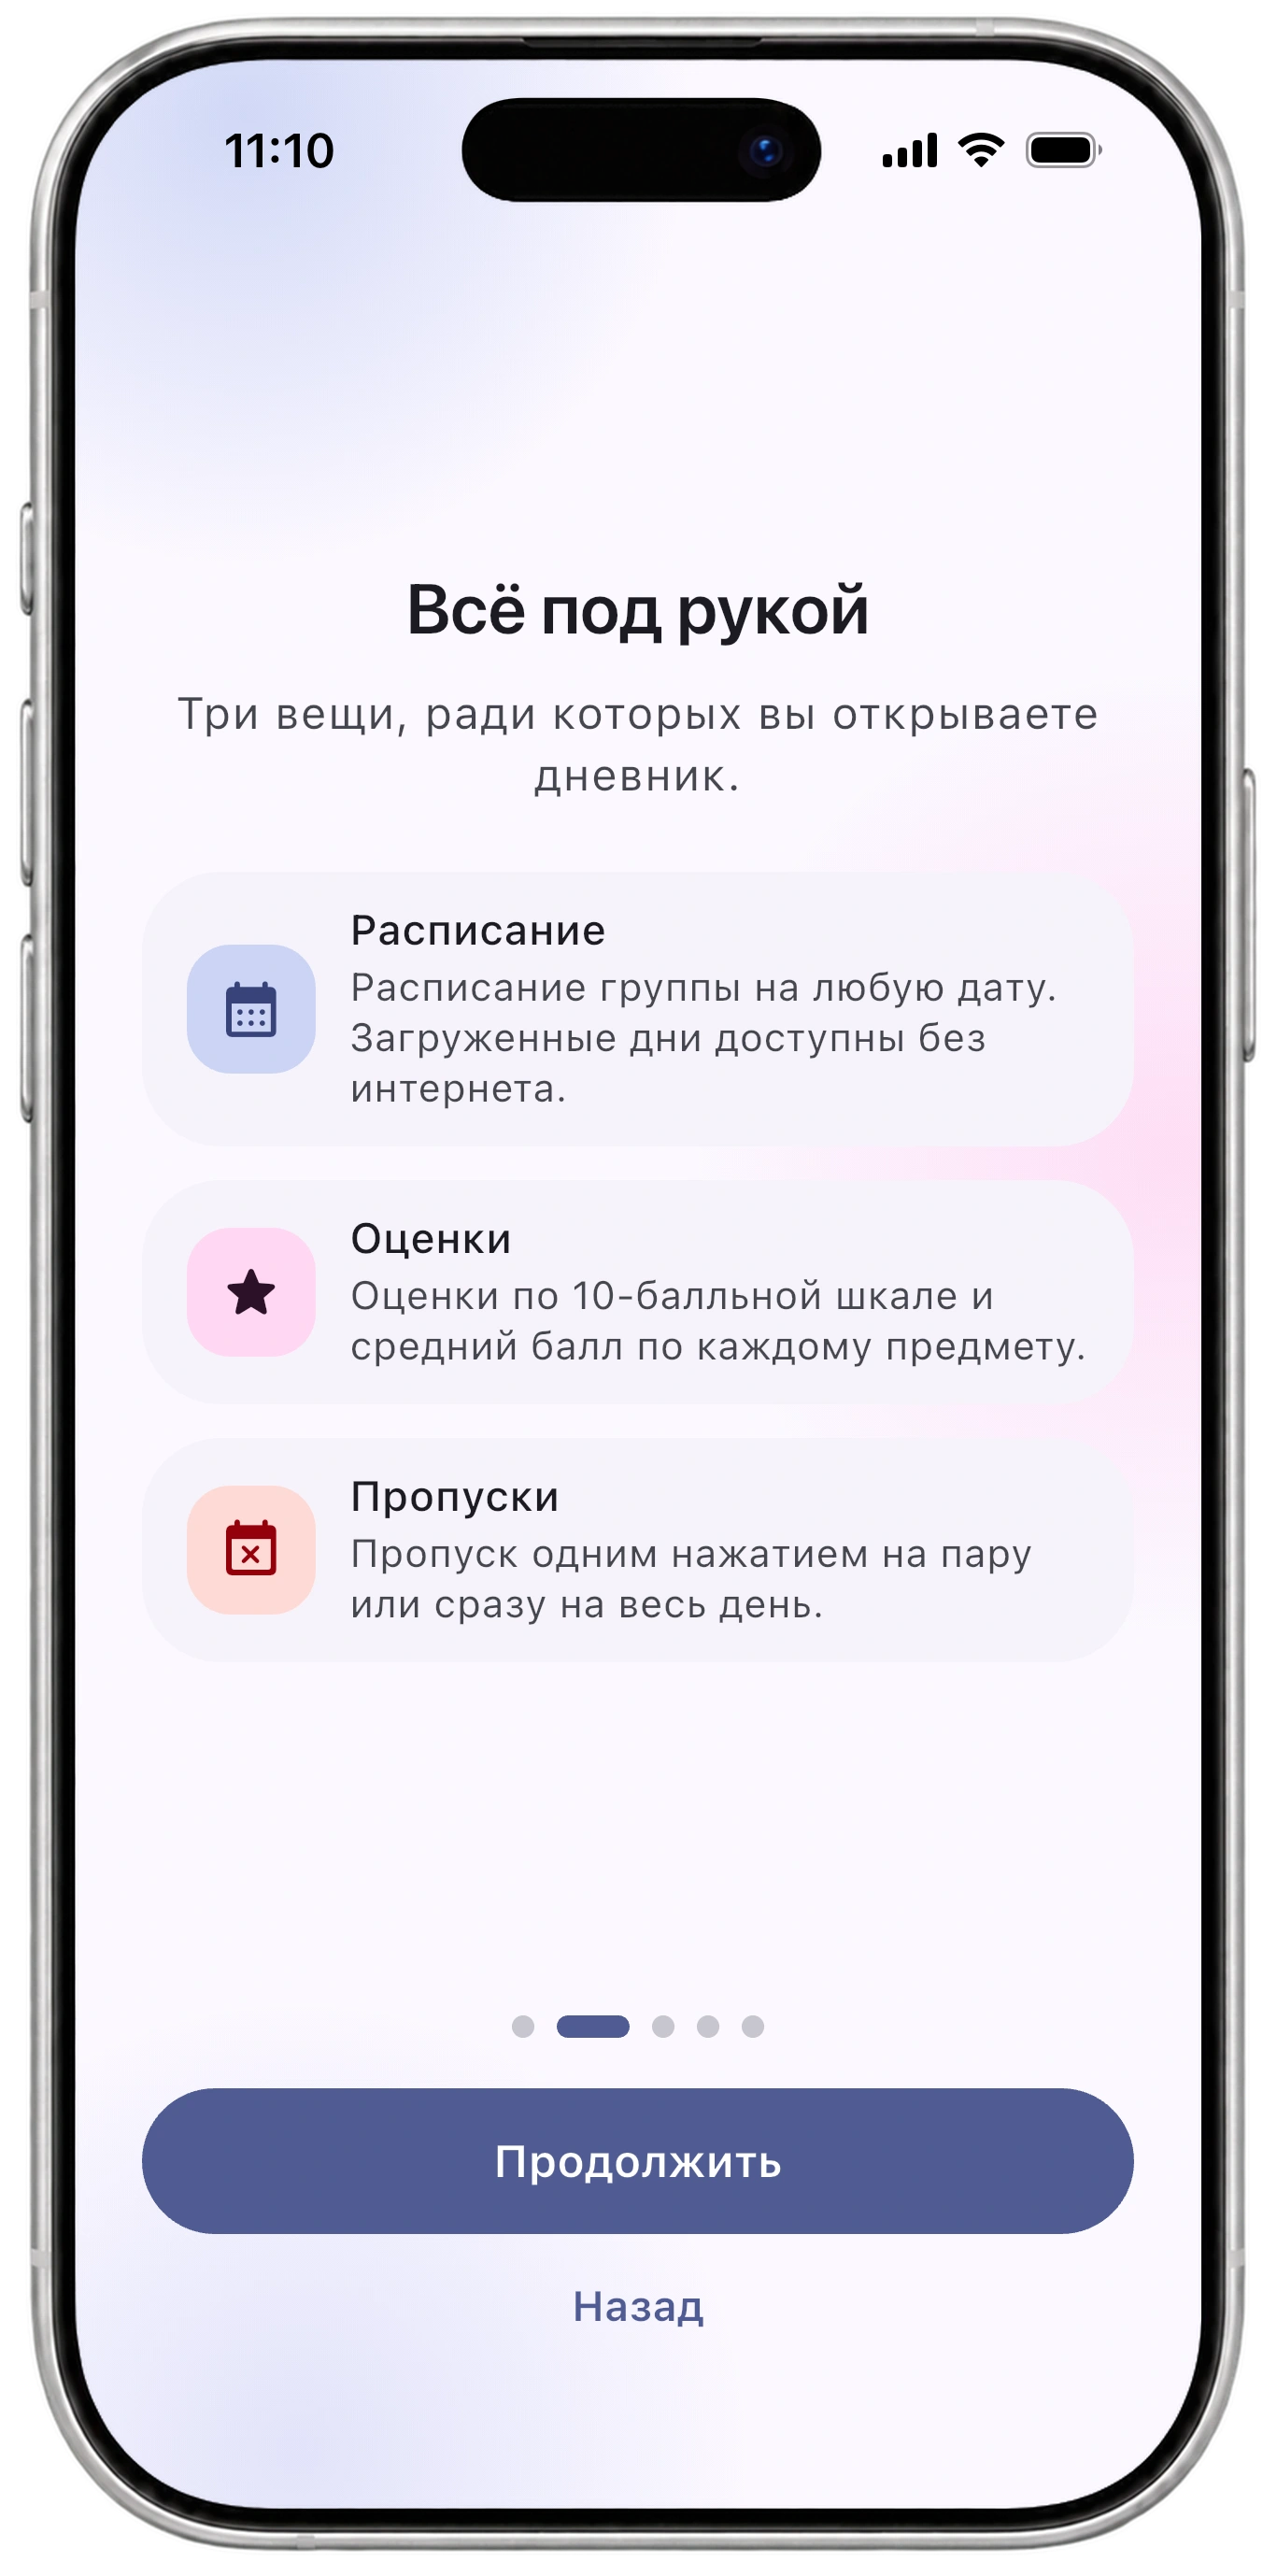 11:10
Всё под рукой
Три вещи, ради которых вы открываете
дневник.
Расписание
Расписание группы на любую дату.
Загруженные дни доступны без
интернета.
Оценки
Оценки по 10-балльной шкале и
средний балл по каждому предмету.
Пропуски
Пропуск одним нажатием на пару
или сразу на весь день.
Продолжить
Назад